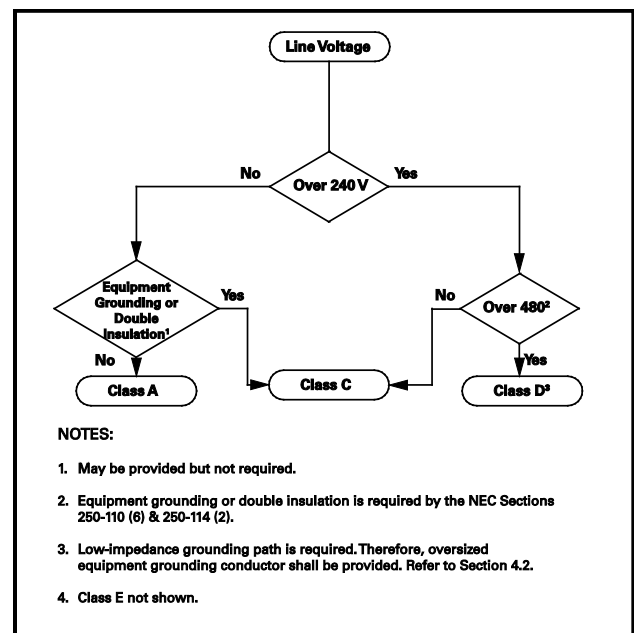 Line Voltage
No
Over 240 V
Yes
Equipment
Grounding or
Double
Insulation¹
Yes
No
Over 480²
No
Yes
Class A
Class C
Class D³
NOTES:
1. May be provided but not required.
2. Equipment grounding or double insulation is required by the NEC Sections
250-110 (6) & 250-114 (2).
3. Low-impedance grounding path is required. Therefore, oversized
equipment grounding conductor shall be provided. Refer to Section 4.2.
4. Class E not shown.